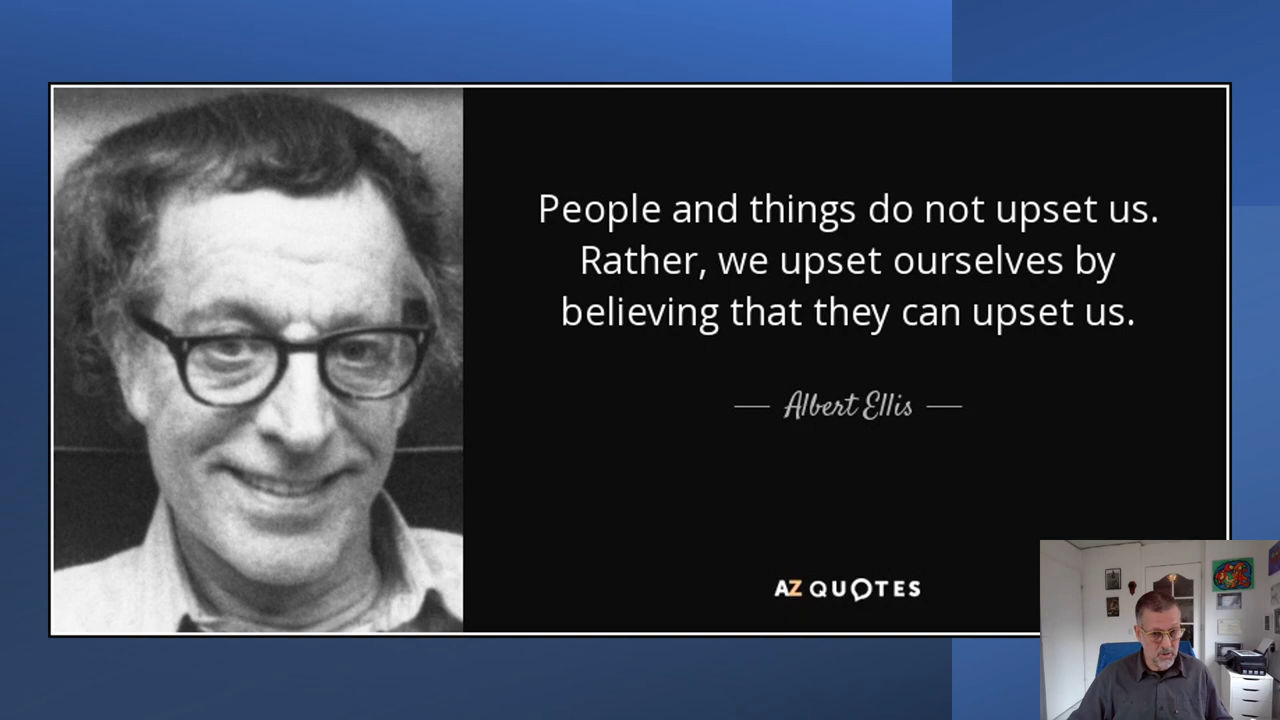 People and things do not upset us.
Rather, we upset ourselves by
believing that they can upset us.
Albert Ellis
AZ QUOTES